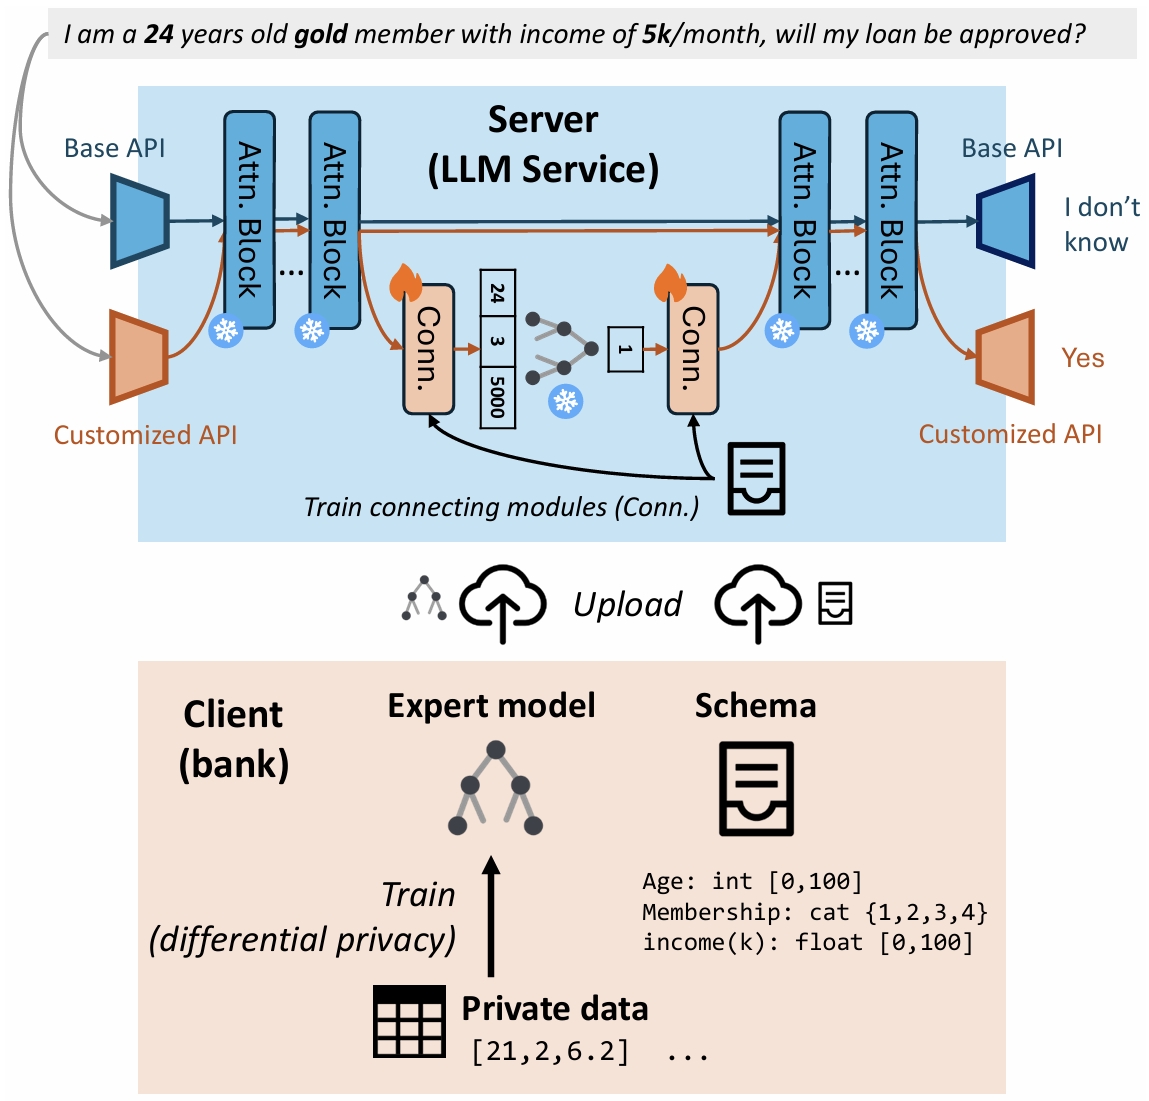 I am a 24 years old gold member with income of 5k/month, will my loan be approved?
Server
(LLM Service)
Base API
Attn. Block
Attn. Block
Attn. Block
Attn. Block
Base API
I don't
know
...
...
Conn.
24
3
5000
1
Conn.
Yes
Customized API
Customized API
Train connecting modules (Conn.)
Upload
Client
(bank)
Expert model
Schema
Train
(differential privacy)
Age: int [0,100]
Membership: cat {1,2,3,4}
income(k): float [0,100]
Private data
[21,2,6.2] ...